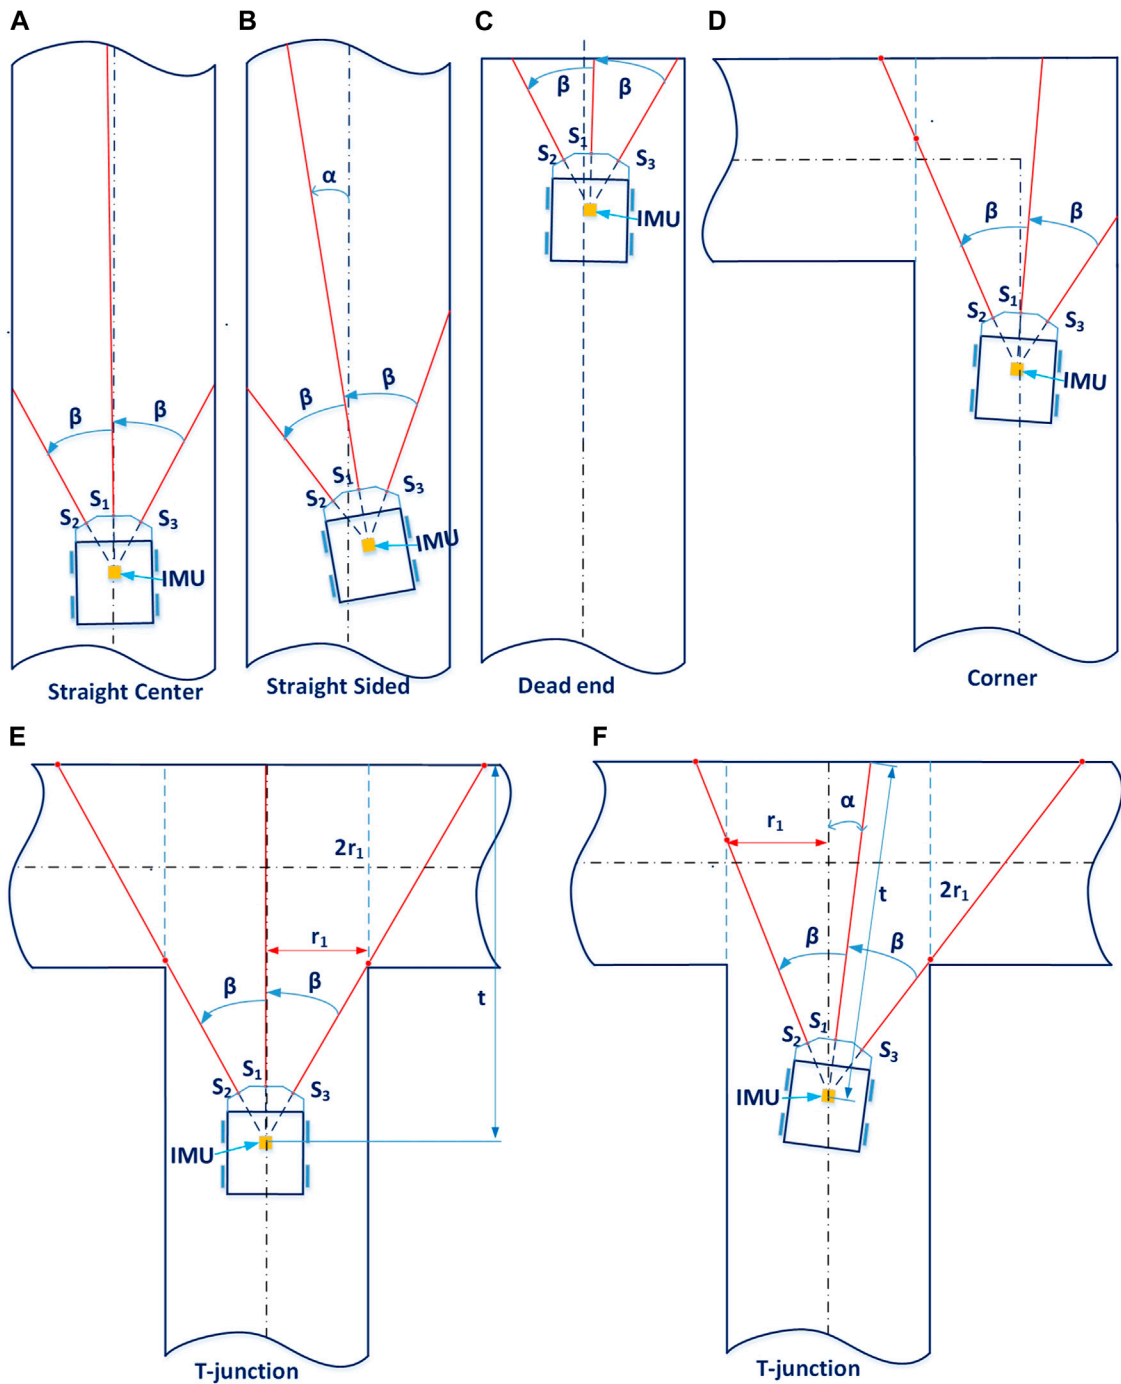 A
B
C
D
β
β
S₁
S₂
S₃
IMU
Straight Center
α
β
β
S₁
S₂
S₃
IMU
Straight Sided
β
β
S₁
S₂
S₃
IMU
Dead end
β
β
S₁
S₂
S₃
IMU
Corner
E
F
2r₁
r₁
t
β
β
S₁
S₂
S₃
IMU
T-junction
α
r₁
t
2r₁
β
β
S₁
S₂
S₃
IMU
T-junction